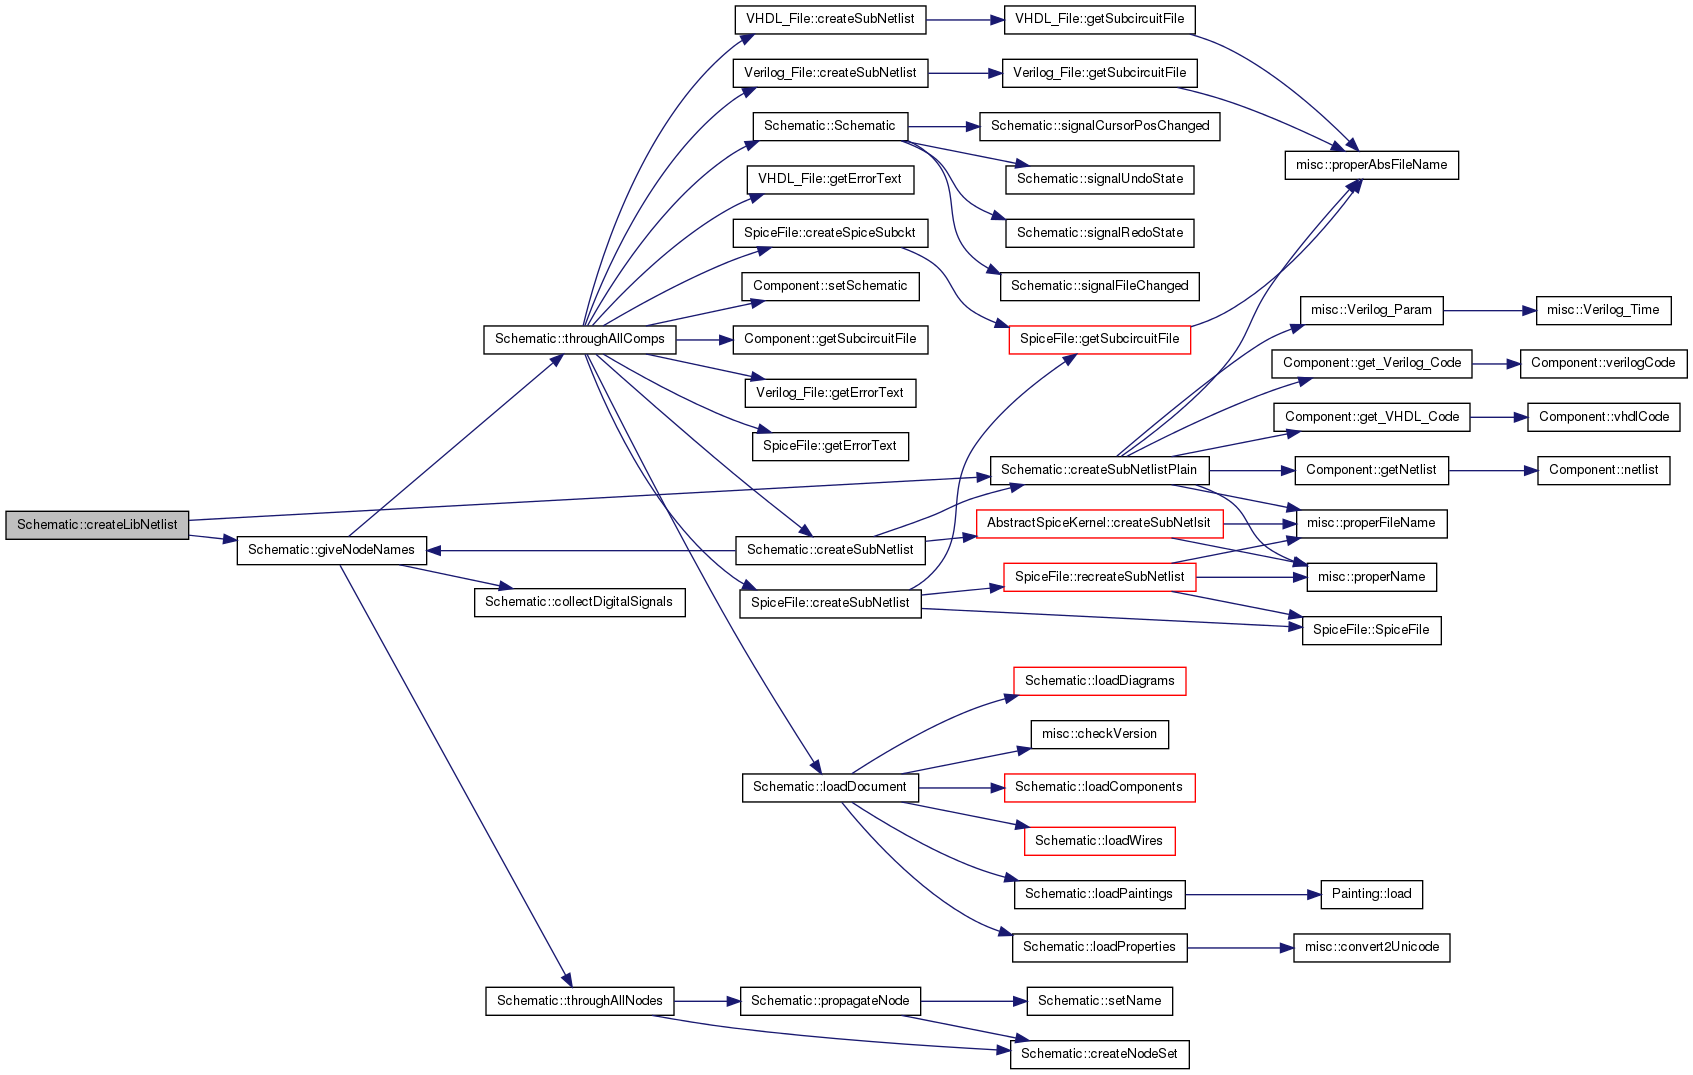 VHDL_File::createSubNetlist
VHDL_File::getSubcircuitFile
Verilog_File::createSubNetlist
Verilog_File::getSubcircuitFile
Schematic::Schematic
Schematic::signalCursorPosChanged
misc::properAbsFileName
VHDL_File::getErrorText
Schematic::signalUndoState
SpiceFile::createSpiceSubckt
Schematic::signalRedoState
Component::setSchematic
Schematic::signalFileChanged
misc::Verilog_Param
misc::Verilog_Time
Schematic::throughAllComps
Component::getSubcircuitFile
SpiceFile::getSubcircuitFile
Component::get_Verilog_Code
Component::verilogCode
Verilog_File::getErrorText
Component::get_VHDL_Code
Component::vhdlCode
SpiceFile::getErrorText
Schematic::createSubNetlistPlain
Component::getNetlist
Component::netlist
Schematic::createLibNetlist
AbstractSpiceKernel::createSubNetlsit
misc::properFileName
Schematic::giveNodeNames
Schematic::createSubNetlist
SpiceFile::recreateSubNetlist
misc::properName
Schematic::collectDigitalSignals
SpiceFile::createSubNetlist
SpiceFile::SpiceFile
Schematic::loadDiagrams
misc::checkVersion
Schematic::loadDocument
Schematic::loadComponents
Schematic::loadWires
Schematic::loadPaintings
Painting::load
Schematic::loadProperties
misc::convert2Unicode
Schematic::throughAllNodes
Schematic::propagateNode
Schematic::setName
Schematic::createNodeSet